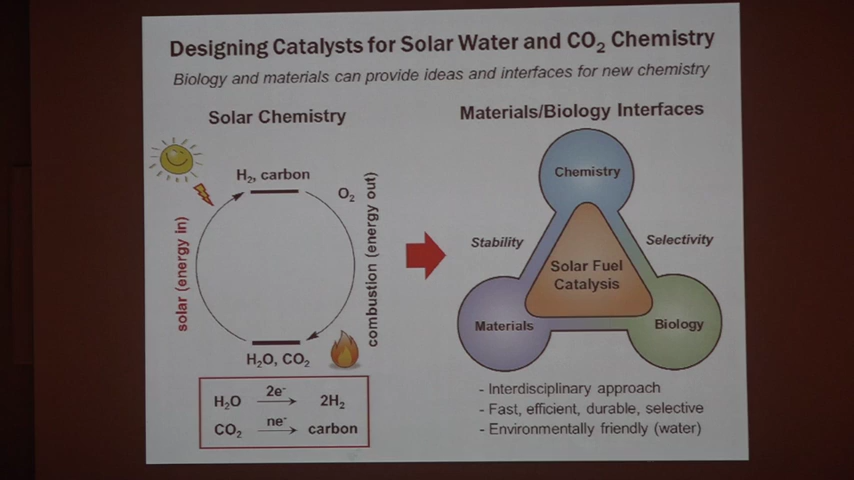 Designing Catalysts for Solar Water and CO₂ Chemistry
Biology and materials can provide ideas and interfaces for new chemistry
Solar Chemistry
H₂, carbon
O₂
solar (energy in)
combustion (energy out)
H₂O, CO₂
H₂O 2e⁻ → 2H₂
CO₂ ne⁻ → carbon
Materials/Biology Interfaces
Chemistry
Stability
Selectivity
Solar Fuel
Catalysis
Materials
Biology
- Interdisciplinary approach
- Fast, efficient, durable, selective
- Environmentally friendly (water)